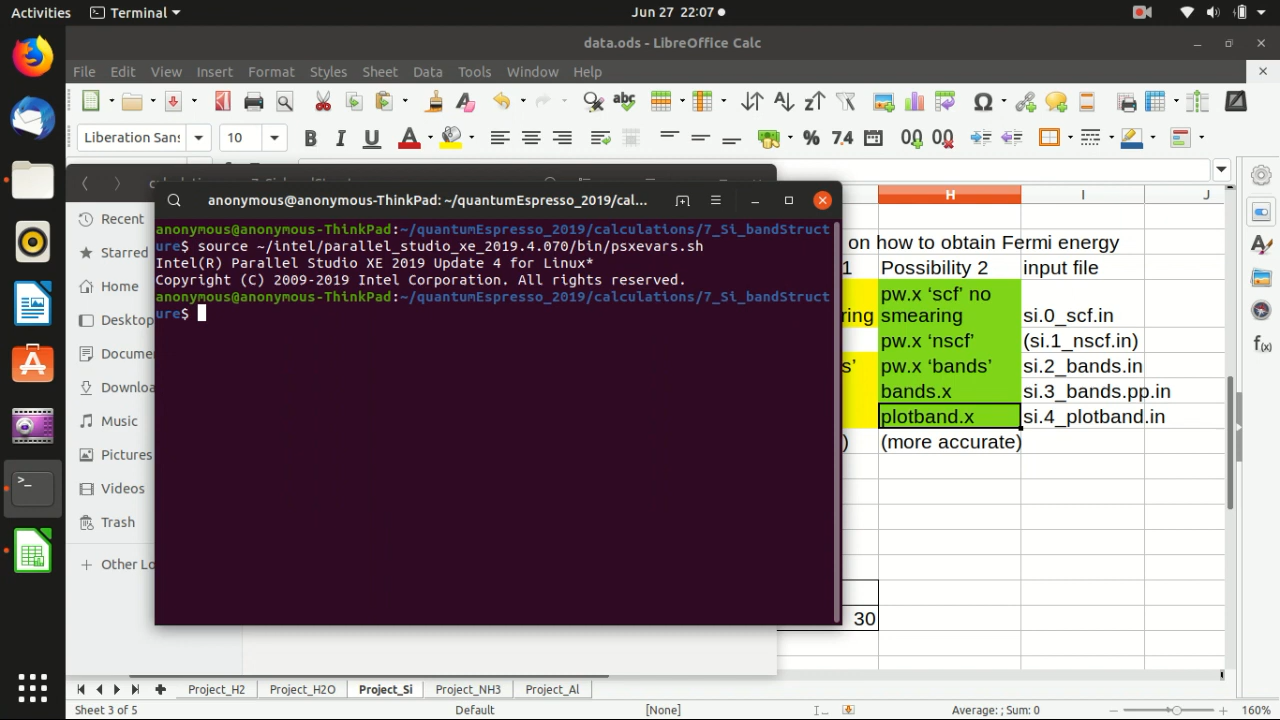 Activities
Terminal
Jun 27 22:07
data.ods - LibreOffice Calc
File Edit View Insert Format Styles Sheet Data Tools Window Help
Liberation Sans
10
anonymous@anonymous-ThinkPad: ~/quantumEspresso_2019/cal...
anonymous@anonymous-ThinkPad:~/quantumEspresso_2019/calculations/7_Si_bandStruct
ure$ source ~/intel/parallel_studio_xe_2019.4.070/bin/psxevars.sh
Intel(R) Parallel Studio XE 2019 Update 4 for Linux*
Copyright (C) 2009-2019 Intel Corporation. All rights reserved.
anonymous@anonymous-ThinkPad:~/quantumEspresso_2019/calculations/7_Si_bandStruct
ure$
Recent
Starred
Home
Desktop
Docume
Downloa
Music
Pictures
Videos
Trash
+ Other Lo
H I J
on how to obtain Fermi energy
1 Possibility 2 input file
ring pw.x ‘scf’ no smearing si.0_scf.in
pw.x ‘nscf’ (si.1_nscf.in)
s’ pw.x ‘bands’ si.2_bands.in
bands.x si.3_bands.pp.in
plotband.x si.4_plotband.in
) (more accurate)
30
Project_H2 Project_H2O Project_Si Project_NH3 Project_Al
Sheet 3 of 5 Default [None] Average: ; Sum: 0 160%